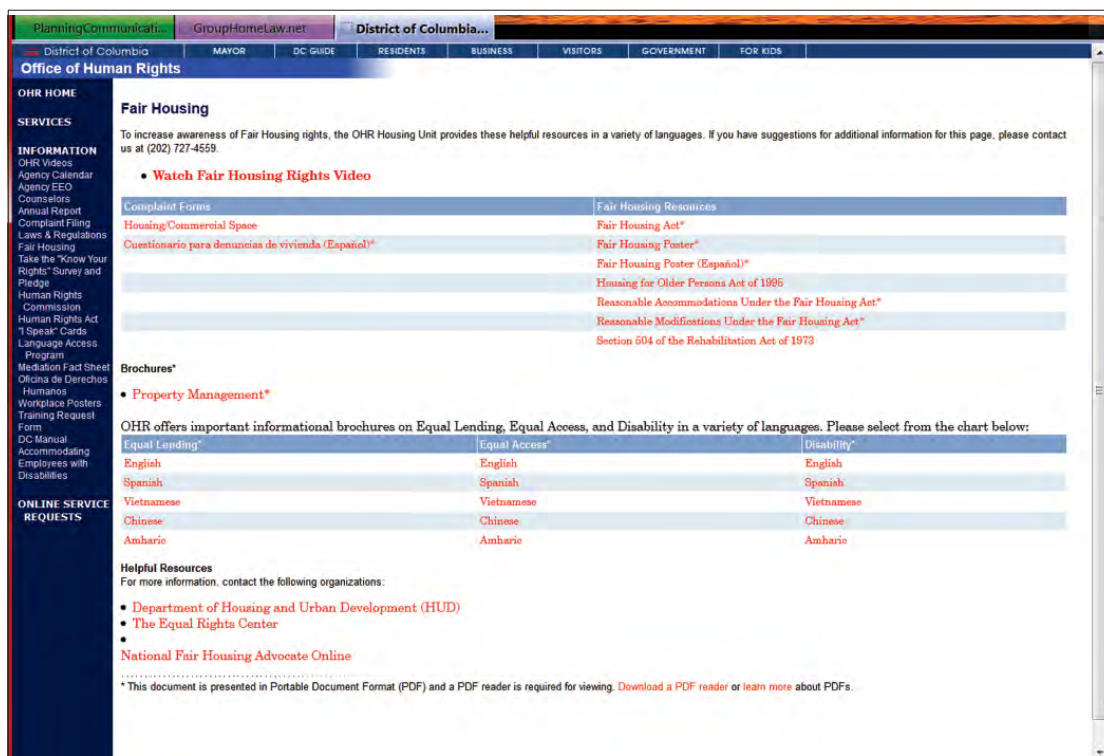 PlanningCommunicati...
GroupHomeLaw.net
District of Columbia...
District of Columbia
MAYOR
DC GUIDE
RESIDENTS
BUSINESS
VISITORS
GOVERNMENT
FOR KIDS
Office of Human Rights
OHR HOME
SERVICES
INFORMATION
OHR Videos
Agency Calendar
Agency EEO
Counselors
Annual Report
Complaint Filing
Laws & Regulations
Fair Housing
Take the "Know Your
Rights" Survey and
Pledge
Human Rights
Commission
Human Rights Act
"I Speak" Cards
Language Access
Program
Mediation Fact Sheet
Oficina de Derechos
Humanos
Workplace Posters
Training Request
Form
DC Manual
Accommodating
Employees with
Disabilities
ONLINE SERVICE
REQUESTS
Fair Housing
To increase awareness of Fair Housing rights, the OHR Housing Unit provides these helpful resources in a variety of languages. If you have suggestions for additional information for this page, please contact
us at (202) 727-4559.
• Watch Fair Housing Rights Video
Complaint Forms Fair Housing Resources
Housing/Commercial Space Fair Housing Act*
Cuestionario para denuncias de vivienda (Español)* Fair Housing Poster*
Fair Housing Poster (Español)*
Housing for Older Persons Act of 1995
Reasonable Accommodations Under the Fair Housing Act*
Reasonable Modifications Under the Fair Housing Act*
Section 504 of the Rehabilitation Act of 1973
Brochures*
• Property Management*
OHR offers important informational brochures on Equal Lending, Equal Access, and Disability in a variety of languages. Please select from the chart below:
Equal Lending* Equal Access* Disability*
English English English
Spanish Spanish Spanish
Vietnamese Vietnamese Vietnamese
Chinese Chinese Chinese
Amharic Amharic Amharic
Helpful Resources
For more information, contact the following organizations:
• Department of Housing and Urban Development (HUD)
• The Equal Rights Center
•
National Fair Housing Advocate Online
* This document is presented in Portable Document Format (PDF) and a PDF reader is required for viewing. Download a PDF reader or learn more about PDFs.